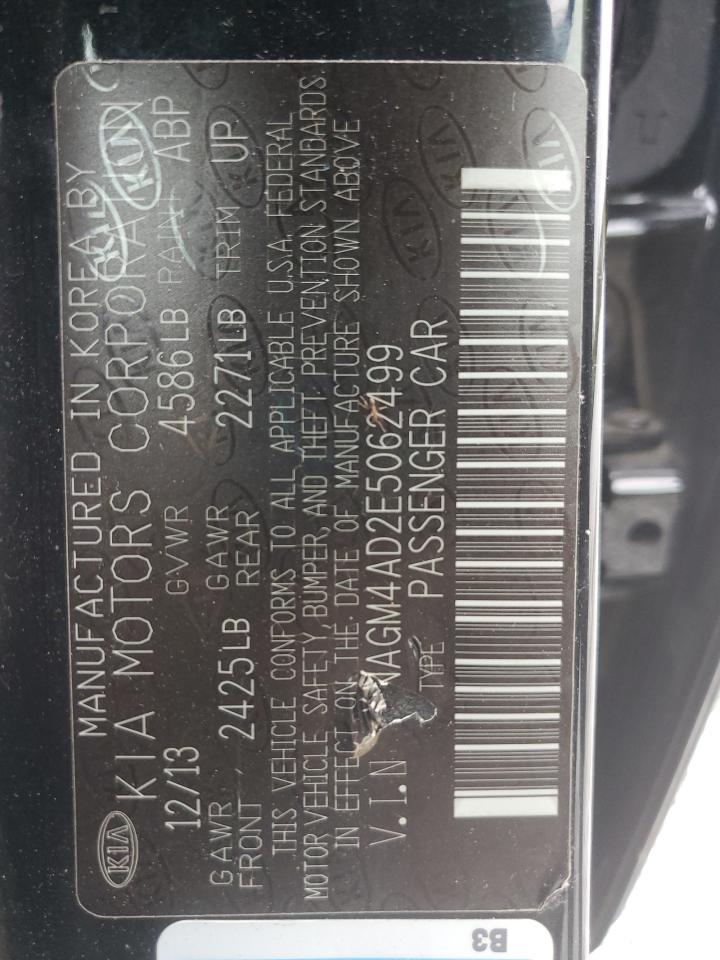 MANUFACTURED IN KOREA BY
KIA KIA MOTORS CORPORATION
12/13 GVWR 4586LB PAINT ABP
GAWR FRONT 2425LB GAWR REAR 2271LB TRIM UP
THIS VEHICLE CONFORMS TO ALL APPLICABLE U.S.A. FEDERAL
MOTOR VEHICLE SAFETY, BUMPER, AND THEFT PREVENTION STANDARDS
IN EFFECT ON THE DATE OF MANUFACTURE SHOWN ABOVE
V.I.N NAGM4AD2E5062499
TYPE PASSENGER CAR
B3